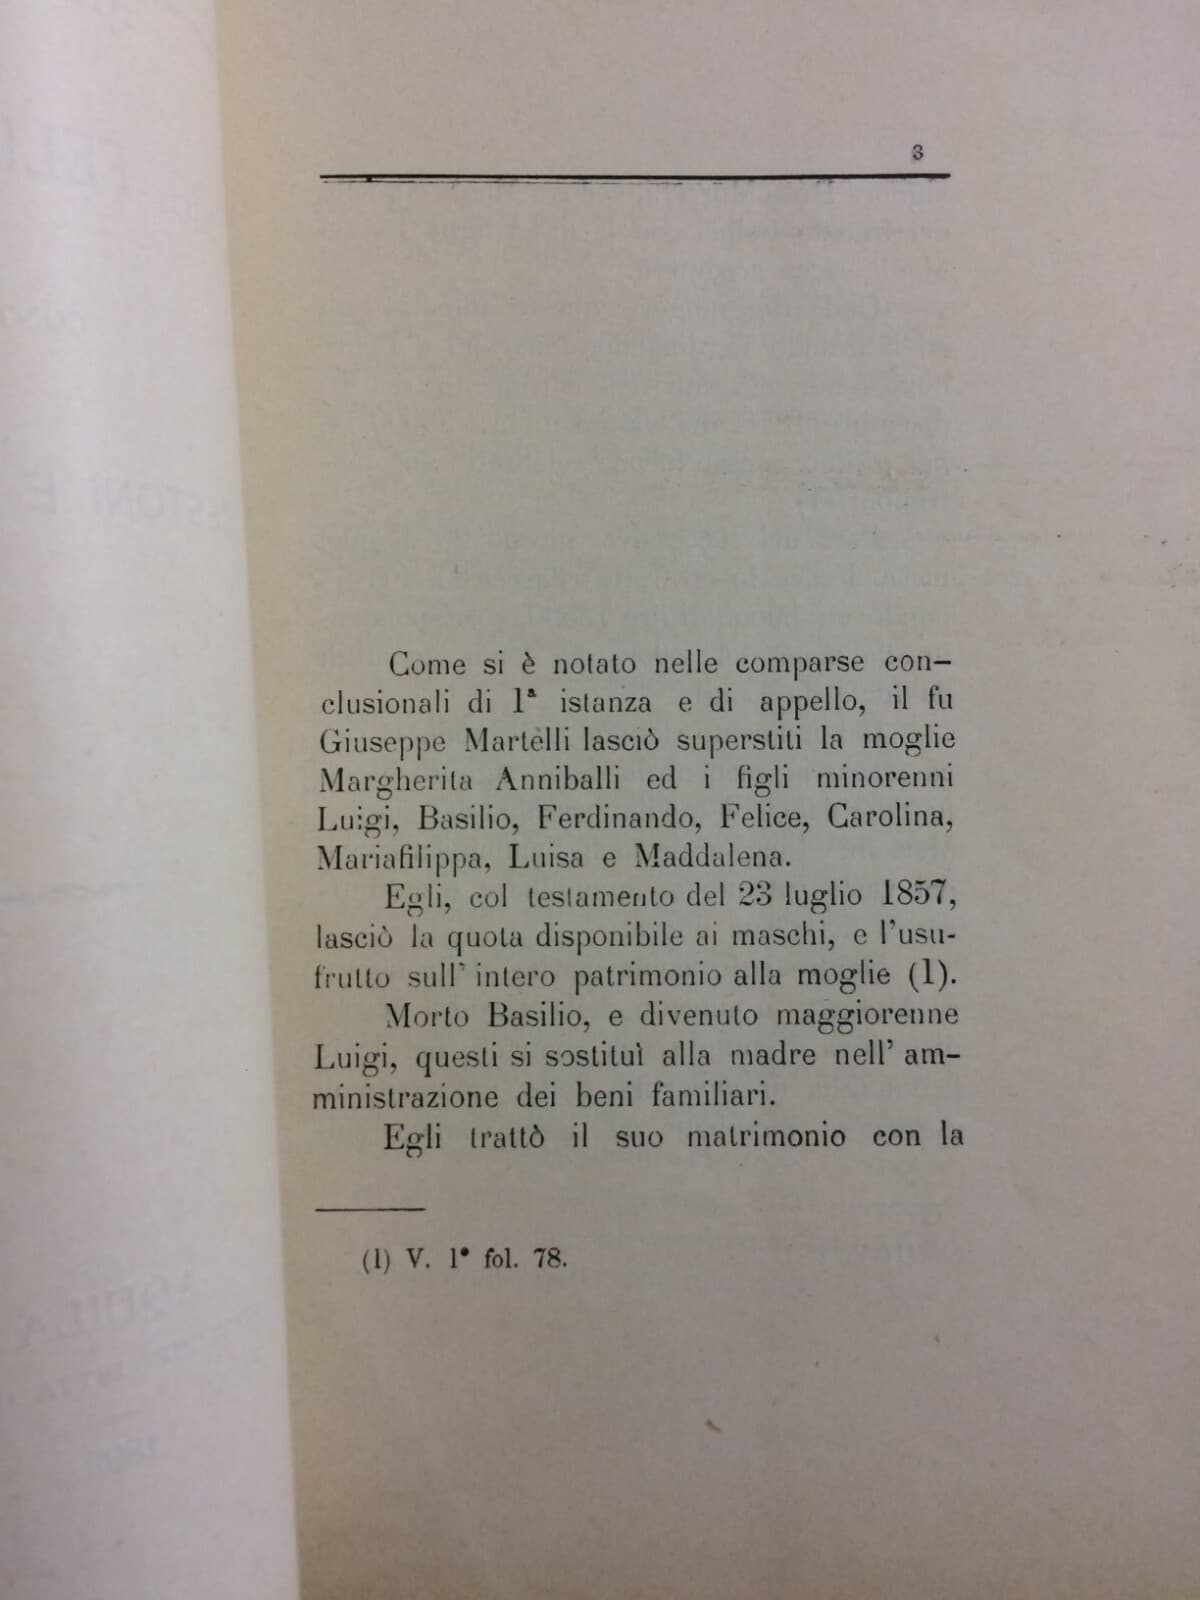 3
Come si è notato nelle comparse con-
clusionali di 1ª istanza e di appello, il fu
Giuseppe Martelli lasciò superstiti la moglie
Margherita Anniballi ed i figli minorenni
Luigi, Basilio, Ferdinando, Felice, Carolina,
Mariafilippa, Luisa e Maddalena.
Egli, col testamento del 23 luglio 1857,
lasciò la quota disponibile ai maschi, e l'usu-
frutto sull' intero patrimonio alla moglie (1).
Morto Basilio, e divenuto maggiorenne
Luigi, questi si sostituì alla madre nell' am-
ministrazione dei beni familiari.
Egli trattò il suo matrimonio con la
(1) V. 1º fol. 78.